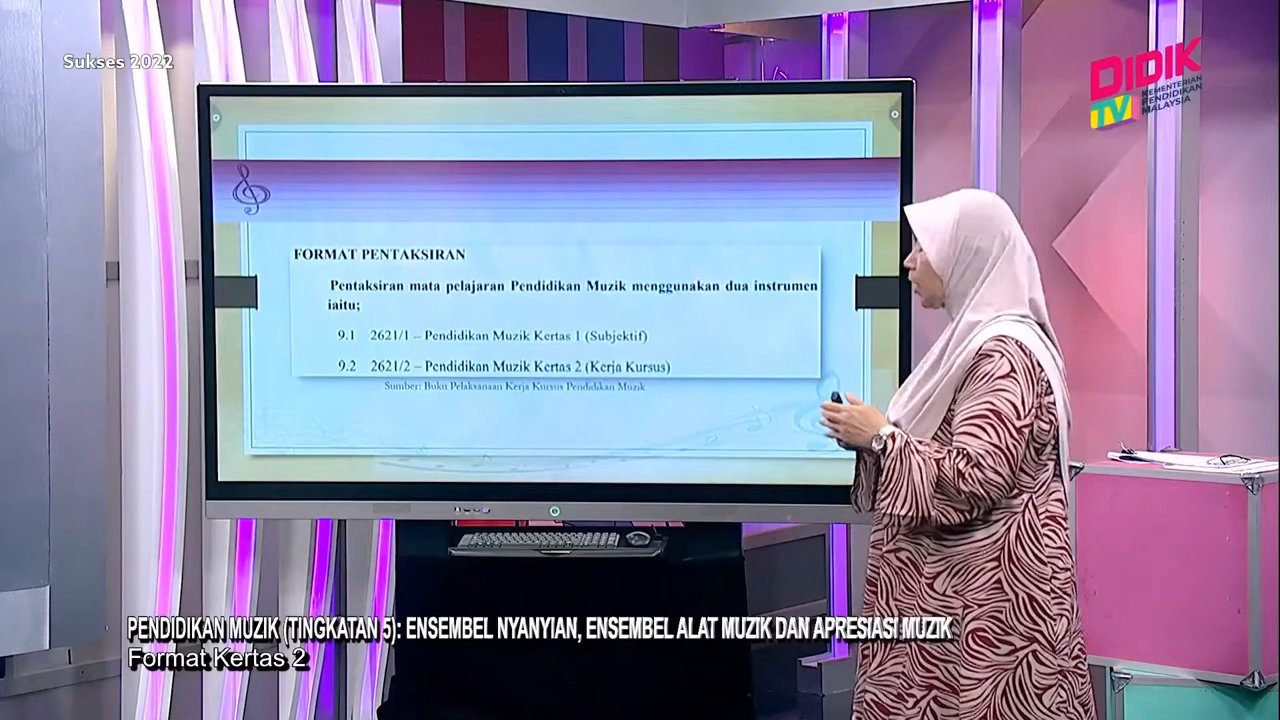 Sukses 2022
DIDIK
TV
KEMENTERIAN
PENDIDIKAN
MALAYSIA
FORMAT PENTAKSIRAN
Pentaksiran mata pelajaran Pendidikan Muzik menggunakan dua instrumen
iaitu;
9.1 2621/1 – Pendidikan Muzik Kertas 1 (Subjektif)
9.2 2621/2 – Pendidikan Muzik Kertas 2 (Kerja Kursus)
Sumber: Buku Pelaksanaan Kerja Kursus Pendidikan Muzik
PENDIDIKAN MUZIK (TINGKATAN 5): ENSEMBEL NYANYIAN, ENSEMBEL ALAT MUZIK DAN APRESIASI MUZIK
Format Kertas 2